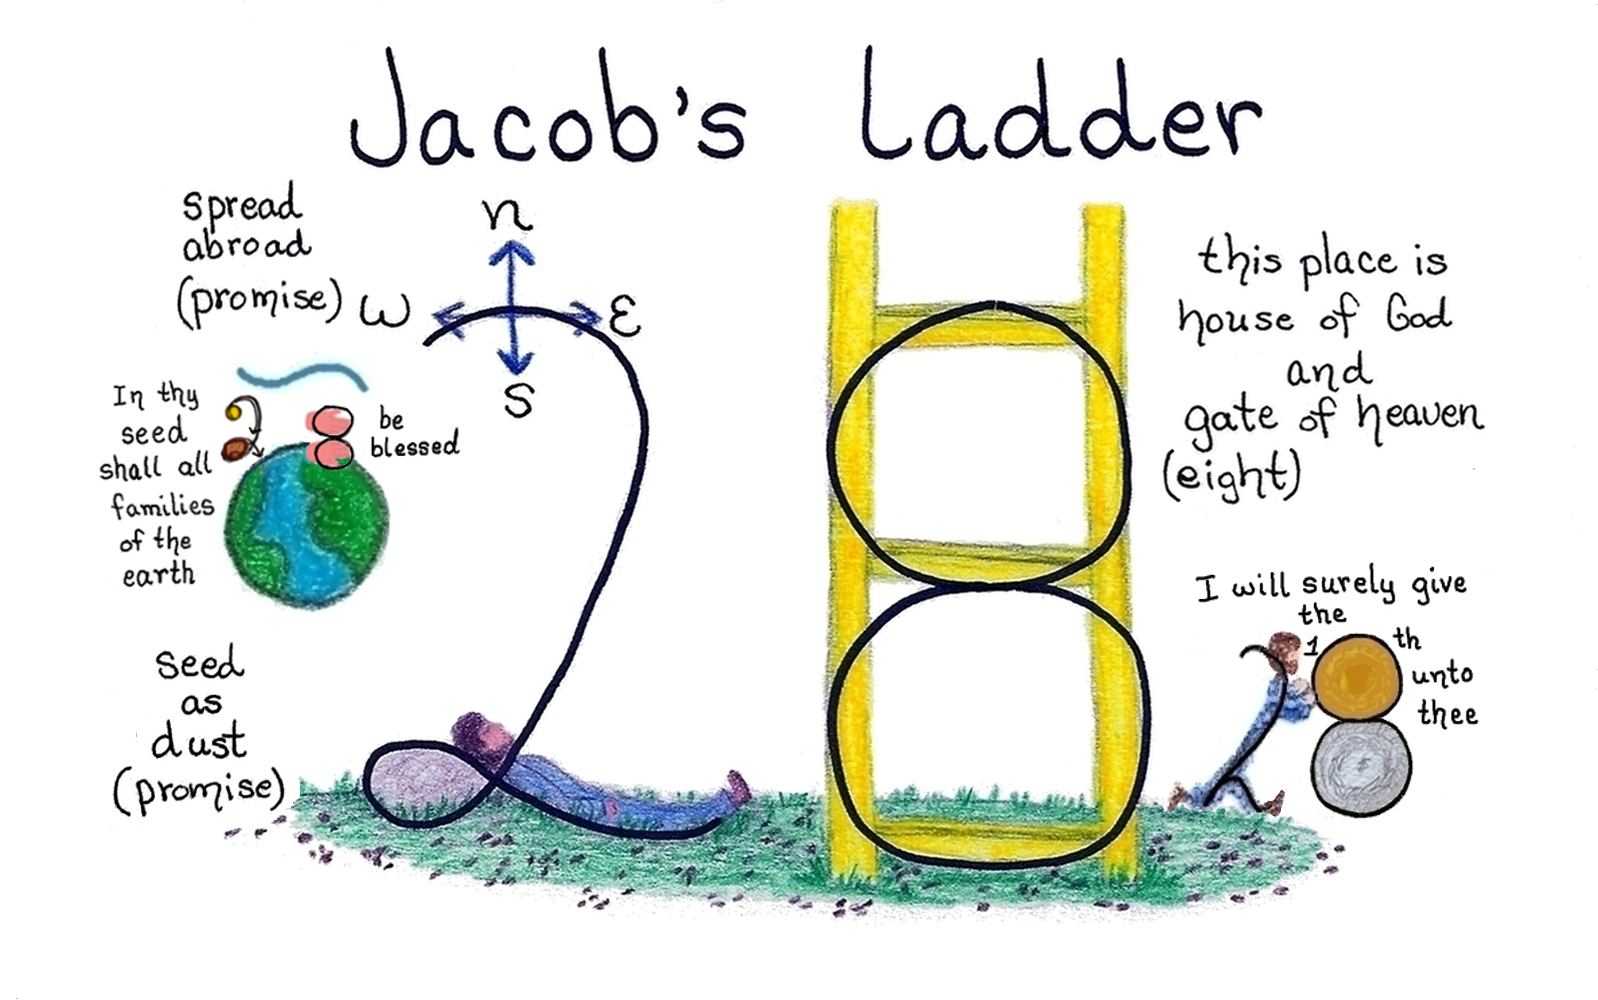 Jacob's Ladder
spread
abroad
(promise)
n
W
E
S
In thy
seed
shall all
families
of the
earth
be
blessed
seed
as
dust
(promise)
this place is
house of God
and
gate of heaven
(eight)
I will surely give
the
1 th
unto
thee